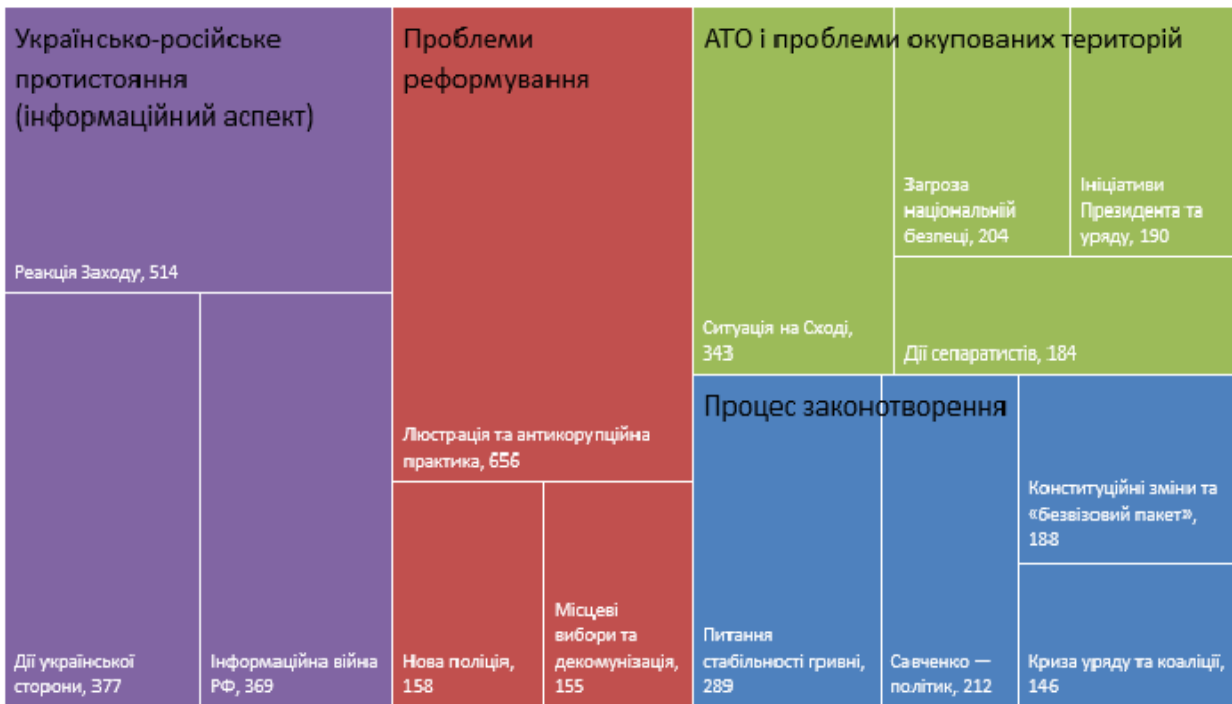 Українсько-російське
протистояння
(інформаційний аспект)
Реакція Заходу, 514
Дії української
сторони, 377
Інформаційна війна
РФ, 369
Проблеми
реформування
Люстрація та антикорупційна
практика, 656
Нова поліція,
158
Місцеві
вибори та
декомунізація,
155
АТО і проблеми окупованих територій
Ситуація на Сході,
343
Загроза
національній
безпеці, 204
Ініціативи
Президента та
уряду, 190
Дії сепаратистів, 184
Процес законотворення
Питання
стабільності гривні,
289
Савченко —
політик, 212
Конституційні зміни та
«безвізовий пакет»,
188
Криза уряду та коаліції,
146